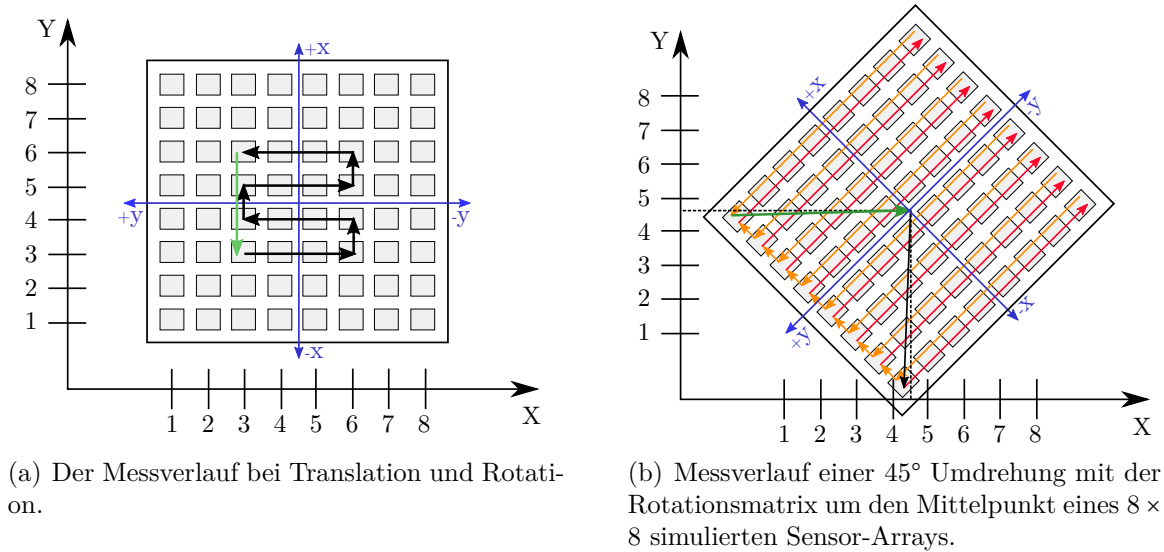 Y
+x
8
7
6
5
4
3
2
1
+y
-y
-x
1 2 3 4 5 6 7 8
X
Y
+x
-y
8
7
6
5
4
3
2
1
+y
-x
1 2 3 4 5 6 7 8
X
(a) Der Messverlauf bei Translation und Rotati-
on.
(b) Messverlauf einer 45° Umdrehung mit der
Rotationsmatrix um den Mittelpunkt eines 8 ×
8 simulierten Sensor-Arrays.